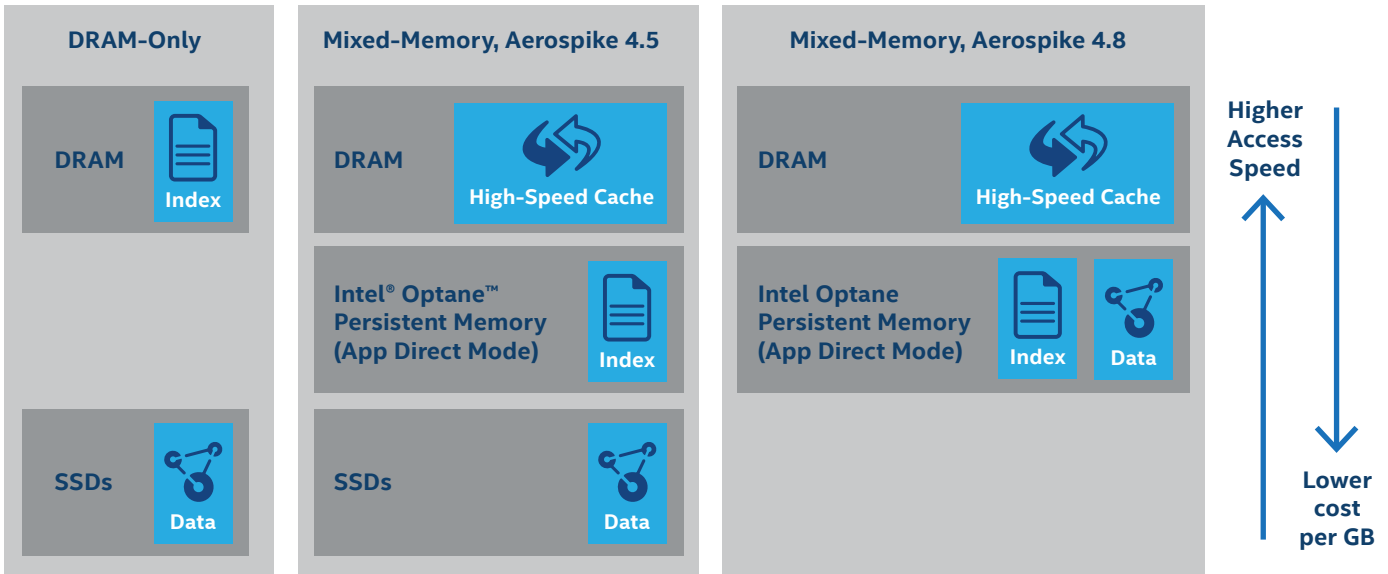 DRAM-Only
DRAM
Index
SSDs
Data
Mixed-Memory, Aerospike 4.5
DRAM
High-Speed Cache
Intel® Optane™
Persistent Memory
(App Direct Mode)
Index
SSDs
Data
Mixed-Memory, Aerospike 4.8
DRAM
High-Speed Cache
Intel Optane
Persistent Memory
(App Direct Mode)
Index
Data
Higher
Access
Speed
Lower
cost
per GB